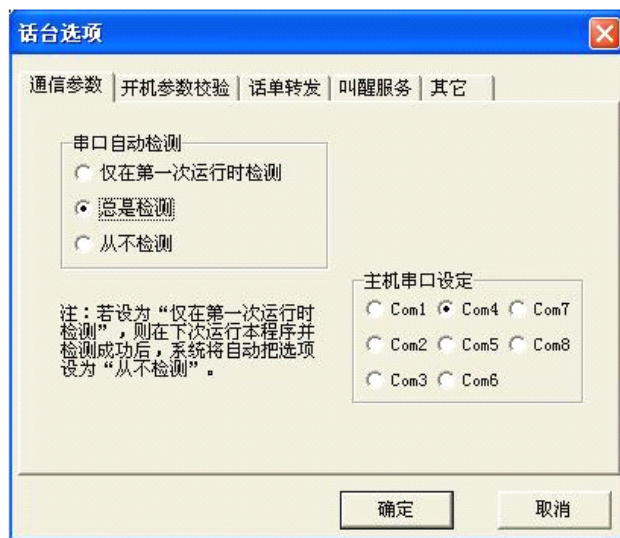 话台选项
通信参数 开机参数校验 话单转发 叫醒服务 其它
串口自动检测
仅在第一次运行时检测
总是检测
从不检测
注：若设为“仅在第一次运行时
检测”，则在下次运行本程序并
检测成功后，系统将自动把选项
设为“从不检测”。
主机串口设定
Com1 Com4 Com7
Com2 Com5 Com8
Com3 Com6
确定 取消